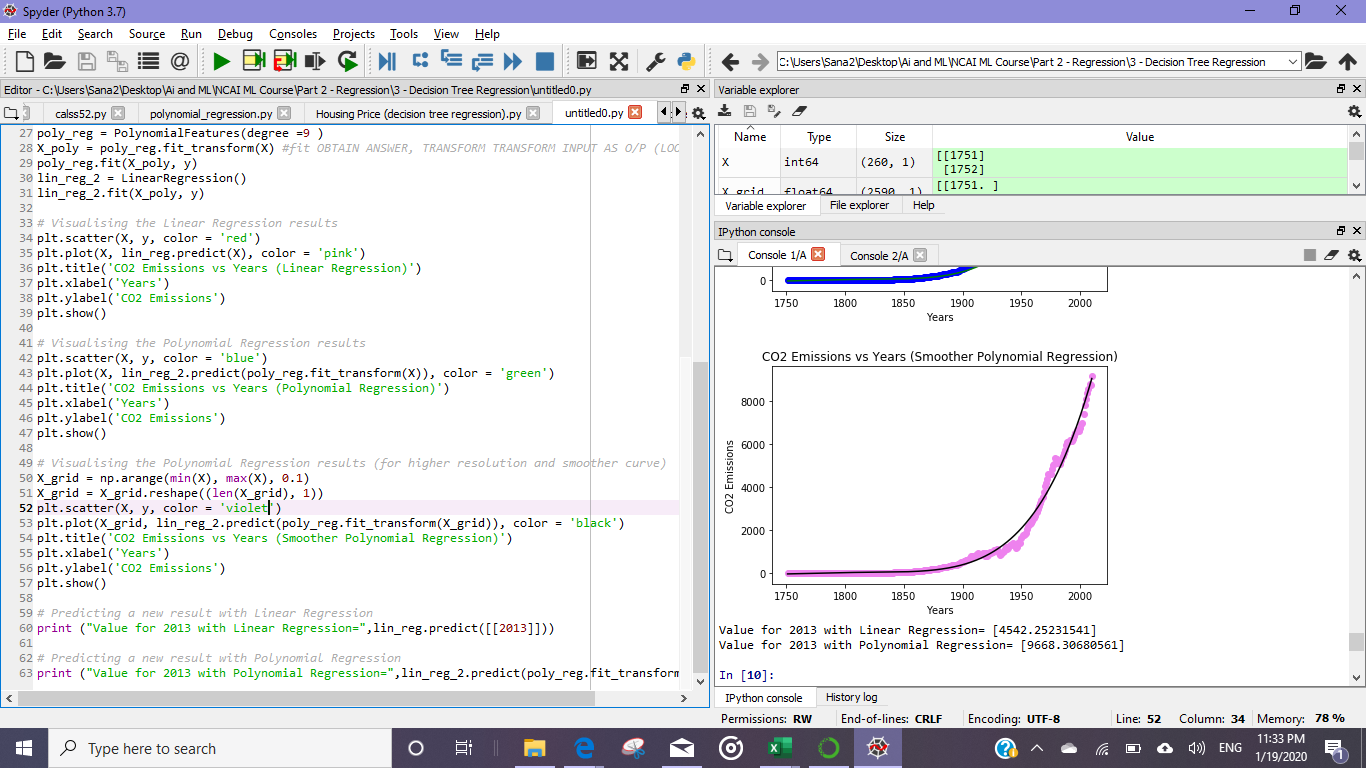 Spyder (Python 3.7)
File Edit Search Source Run Debug Consoles Projects Tools View Help
C:\Users\Sana2\Desktop\Ai and ML\NCAI ML Course\Part 2 - Regression\3 - Decision Tree Regression
Editor - C:\Users\Sana2\Desktop\Ai and ML\NCAI ML Course\Part 2 - Regression\3 - Decision Tree Regression\untitled0.py
calss52.py polynomial_regression.py Housing Price (decision tree regression).py untitled0.py
27 poly_reg = PolynomialFeatures(degree =9 )
28 X_poly = poly_reg.fit_transform(X) #fit OBTAIN ANSWER, TRANSFORM TRANSFORM INPUT AS O/P (LOO
29 poly_reg.fit(X_poly, y)
30 lin_reg_2 = LinearRegression()
31 lin_reg_2.fit(X_poly, y)
32
33 # Visualising the Linear Regression results
34 plt.scatter(X, y, color = 'red')
35 plt.plot(X, lin_reg.predict(X), color = 'pink')
36 plt.title('CO2 Emissions vs Years (Linear Regression)')
37 plt.xlabel('Years')
38 plt.ylabel('CO2 Emissions')
39 plt.show()
40
41 # Visualising the Polynomial Regression results
42 plt.scatter(X, y, color = 'blue')
43 plt.plot(X, lin_reg_2.predict(poly_reg.fit_transform(X)), color = 'green')
44 plt.title('CO2 Emissions vs Years (Polynomial Regression)')
45 plt.xlabel('Years')
46 plt.ylabel('CO2 Emissions')
47 plt.show()
48
49 # Visualising the Polynomial Regression results (for higher resolution and smoother curve)
50 X_grid = np.arange(min(X), max(X), 0.1)
51 X_grid = X_grid.reshape((len(X_grid), 1))
52 plt.scatter(X, y, color = 'violet')
53 plt.plot(X_grid, lin_reg_2.predict(poly_reg.fit_transform(X_grid)), color = 'black')
54 plt.title('CO2 Emissions vs Years (Smoother Polynomial Regression)')
55 plt.xlabel('Years')
56 plt.ylabel('CO2 Emissions')
57 plt.show()
58
59 # Predicting a new result with Linear Regression
60 print ("Value for 2013 with Linear Regression=",lin_reg.predict([[2013]]))
61
62 # Predicting a new result with Polynomial Regression
63 print ("Value for 2013 with Polynomial Regression=",lin_reg_2.predict(poly_reg.fit_transform
Variable explorer
Name Type Size Value
X int64 (260, 1) [[1751]
[1752]
X_grid float64 (2590, 1) [[1751. ]
Variable explorer File explorer Help
IPython console
Console 1/A Console 2/A
0
1750 1800 1850 1900 1950 2000
Years
CO2 Emissions vs Years (Smoother Polynomial Regression)
8000
6000
4000
2000
0
CO2 Emissions
1750 1800 1850 1900 1950 2000
Years
Value for 2013 with Linear Regression= [4542.25231541]
Value for 2013 with Polynomial Regression= [9668.30680561]
In [10]:
IPython console History log
Permissions: RW End-of-lines: CRLF Encoding: UTF-8 Line: 52 Column: 34 Memory: 78 %
Type here to search
ENG
11:33 PM
1/19/2020
1